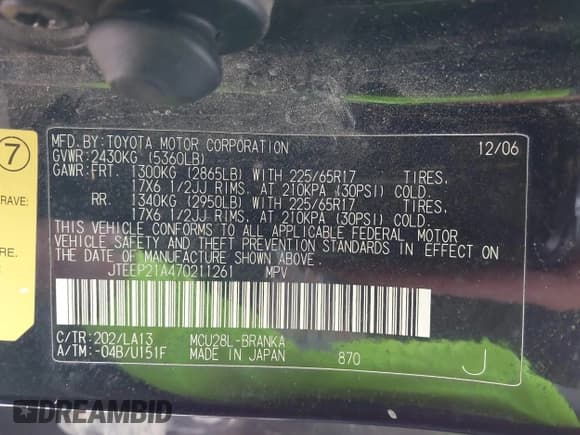 7
RAVE:
RE.
MFD. BY: TOYOTA MOTOR CORPORATION 12/06
GVWR: 2430KG (5360LB)
GAWR: FRT. 1300KG (2865LB) WITH 225/65R17 TIRES,
17X6 1/2JJ RIMS, AT 210KPA (30PSI) COLD.
RR. 1340KG (2950LB) WITH 225/65R17 TIRES,
17X6 1/2JJ RIMS, AT 210KPA (30PSI) COLD.
THIS VEHICLE CONFORMS TO ALL APPLICABLE FEDERAL MOTOR
VEHICLE SAFETY AND THEFT PREVENTION STANDARDS IN EFFECT ON
THE DATE OF MANUFACTURE SHOWN ABOVE.
JTEEP21A470211261 MPV
C/TR: 202/LA13 MCU28L-BRANKA
A/TM: -04B/U151F MADE IN JAPAN 870 J
DREAMBID